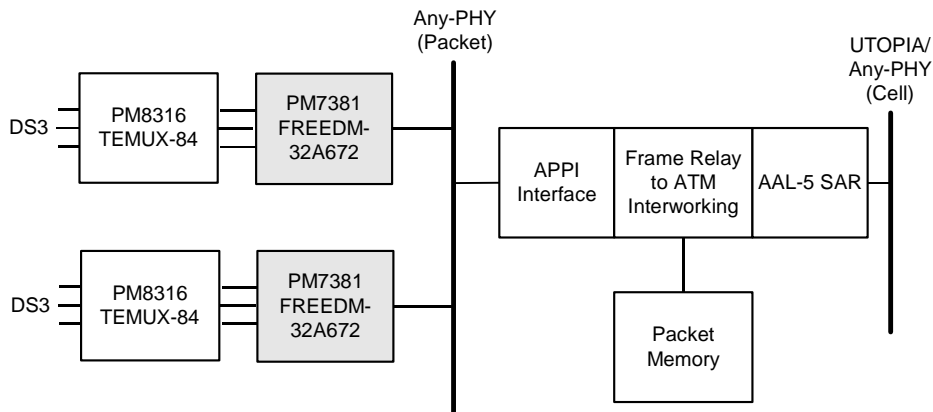 Any-PHY
(Packet)
UTOPIA/
Any-PHY
(Cell)
DS3
PM8316
TEMUX-84
PM7381
FREEDM-
32A672
APPI
Interface
Frame Relay
to ATM
Interworking
AAL-5 SAR
DS3
PM8316
TEMUX-84
PM7381
FREEDM-
32A672
Packet
Memory